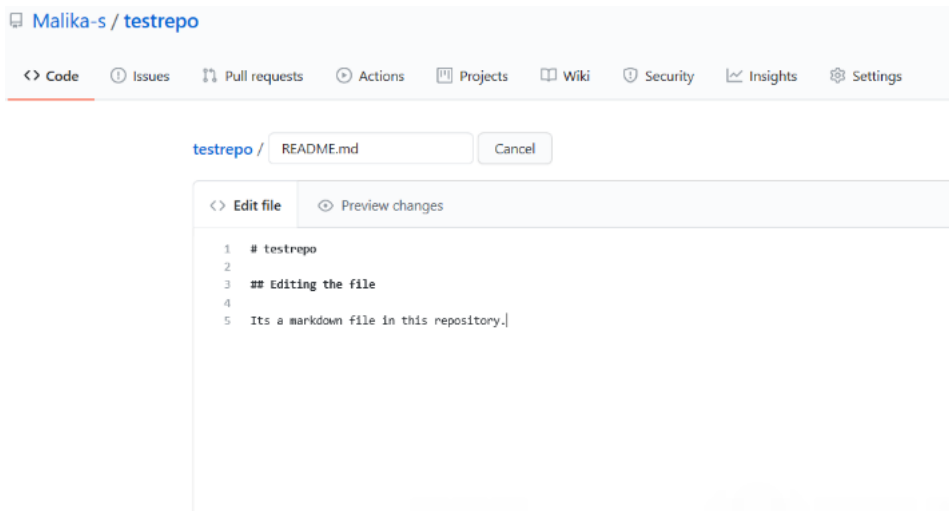 Malika-s / testrepo
<> Code Issues Pull requests Actions Projects Wiki Security Insights Settings
testrepo / README.md Cancel
<> Edit file Preview changes
1 # testrepo
2
3 ## Editing the file
4
5 Its a markdown file in this repository.